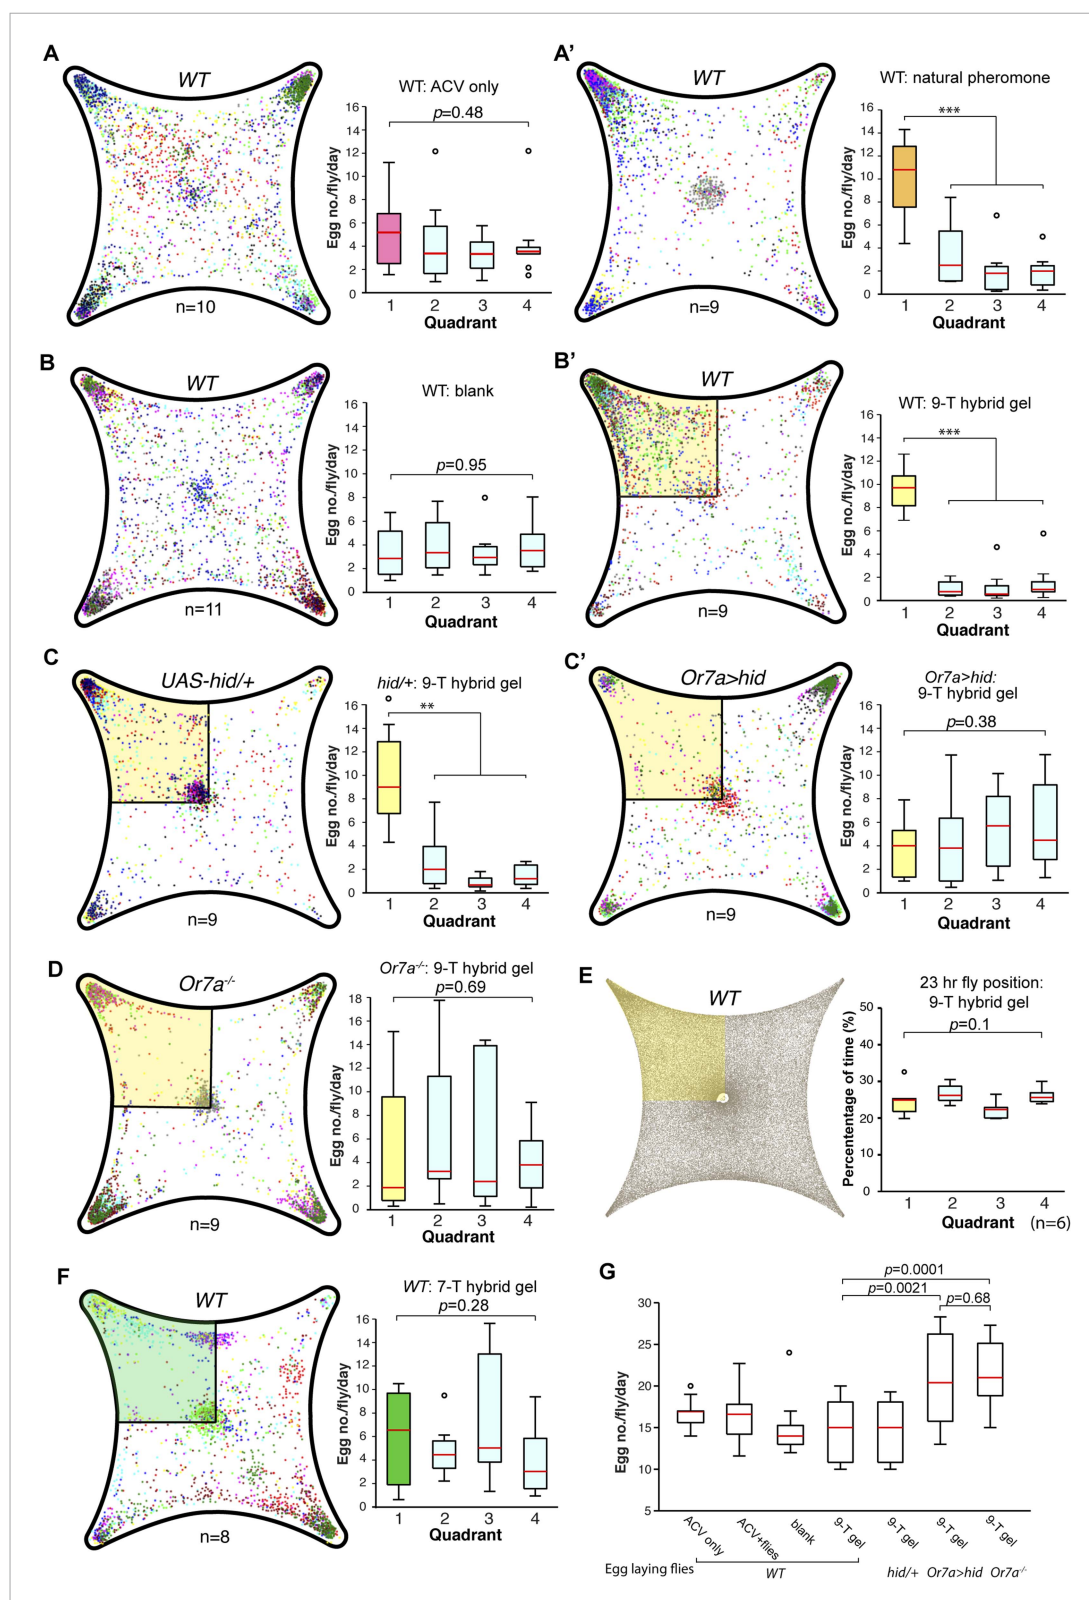 A
WT
n=10
WT: ACV only
p=0.48
Egg no./fly/day
16
14
12
10
8
6
4
2
0
1 2 3 4
Quadrant
A'
WT
n=9
WT: natural pheromone
***
Egg no./fly/day
16
14
12
10
8
6
4
2
0
1 2 3 4
Quadrant
B
WT
n=11
WT: blank
p=0.95
Egg no./fly/day
16
14
12
10
8
6
4
2
0
1 2 3 4
Quadrant
B'
WT
n=9
WT: 9-T hybrid gel
***
Egg no./fly/day
16
14
12
10
8
6
4
2
0
1 2 3 4
Quadrant
C
UAS-hid/+
n=9
hid/+: 9-T hybrid gel
**
Egg no./fly/day
16
14
12
10
8
6
4
2
0
1 2 3 4
Quadrant
C'
Or7a>hid
n=9
Or7a>hid:
9-T hybrid gel
p=0.38
Egg no./fly/day
16
14
12
10
8
6
4
2
0
1 2 3 4
Quadrant
D
Or7a-/-
n=9
Or7a-/-: 9-T hybrid gel
p=0.69
Egg no./fly/day
18
16
14
12
10
8
6
4
2
0
1 2 3 4
Quadrant
E
WT
23 hr fly position:
9-T hybrid gel
p=0.1
Percententage of time (%)
50
40
30
20
10
0
1 2 3 4
Quadrant (n=6)
F
WT
n=8
WT: 7-T hybrid gel
p=0.28
Egg no./fly/day
16
14
12
10
8
6
4
2
0
1 2 3 4
Quadrant
G
p=0.0001
p=0.0021
p=0.68
Egg no./fly/day
30
25
20
15
10
5
ACV only
ACV+flies
blank
9-T gel
9-T gel
9-T gel
9-T gel
Egg laying flies WT hid/+ Or7a>hid Or7a-/-